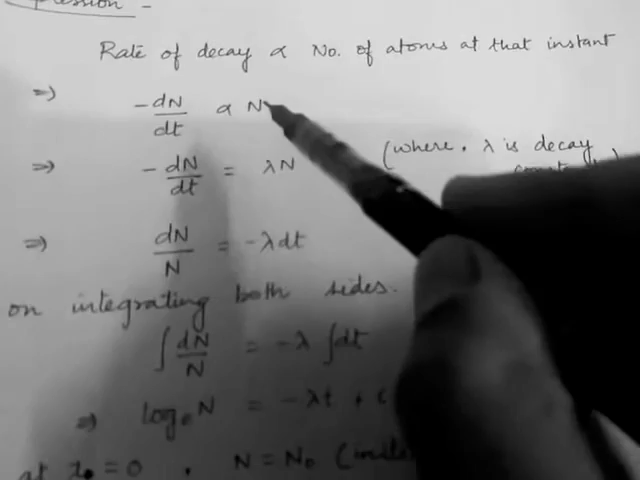 Rate of decay ∝ No. of atoms at that instant
⇒ -dN/dt ∝ N
⇒ -dN/dt = λN (where, λ is decay
⇒ dN/N = -λdt
on integrating both sides.
∫dN/N = -λ ∫dt
⇒ logₑN = -λt +
at = 0, N = N₀